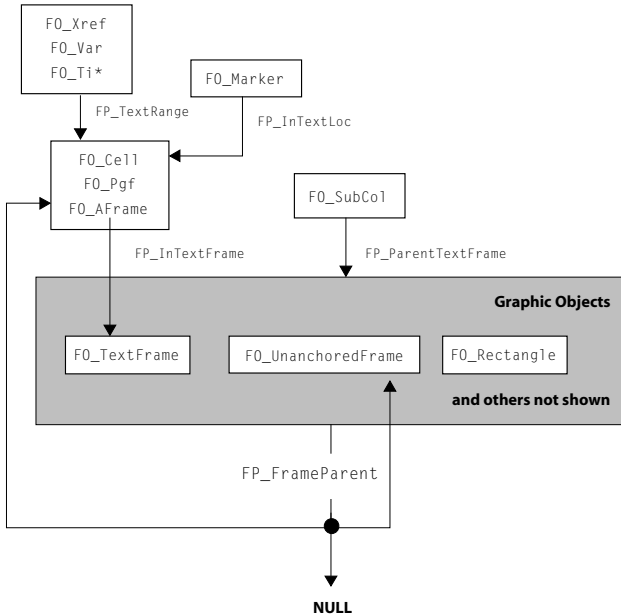 FO_Xref
FO_Var
FO_Ti*
FO_Marker
FP_TextRange
FP_InTextLoc
FO_Cell
FO_Pgf
FO_AFrame
FO_SubCol
FP_InTextFrame
FP_ParentTextFrame
Graphic Objects
FO_TextFrame
FO_UnanchoredFrame
FO_Rectangle
and others not shown
FP_FrameParent
NULL